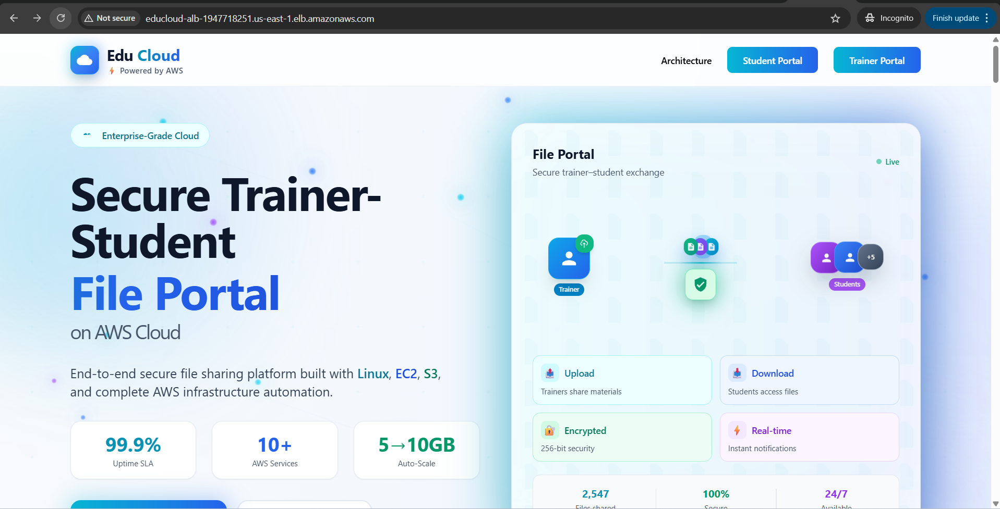 Not secure educloud-alb-1947718251.us-east-1.elb.amazonaws.com Incognito Finish update
Edu Cloud
Powered by AWS
Architecture Student Portal Trainer Portal
Enterprise-Grade Cloud
Secure Trainer-
Student
File Portal
on AWS Cloud
End-to-end secure file sharing platform built with Linux, EC2, S3,
and complete AWS infrastructure automation.
99.9%
Uptime SLA
10+
AWS Services
5→10GB
Auto-Scale
File Portal
Secure trainer–student exchange
Live
Trainer
+5
Students
Upload
Trainers share materials
Download
Students access files
Encrypted
256-bit security
Real-time
Instant notifications
2,547
Files shared
100%
Secure
24/7
Available